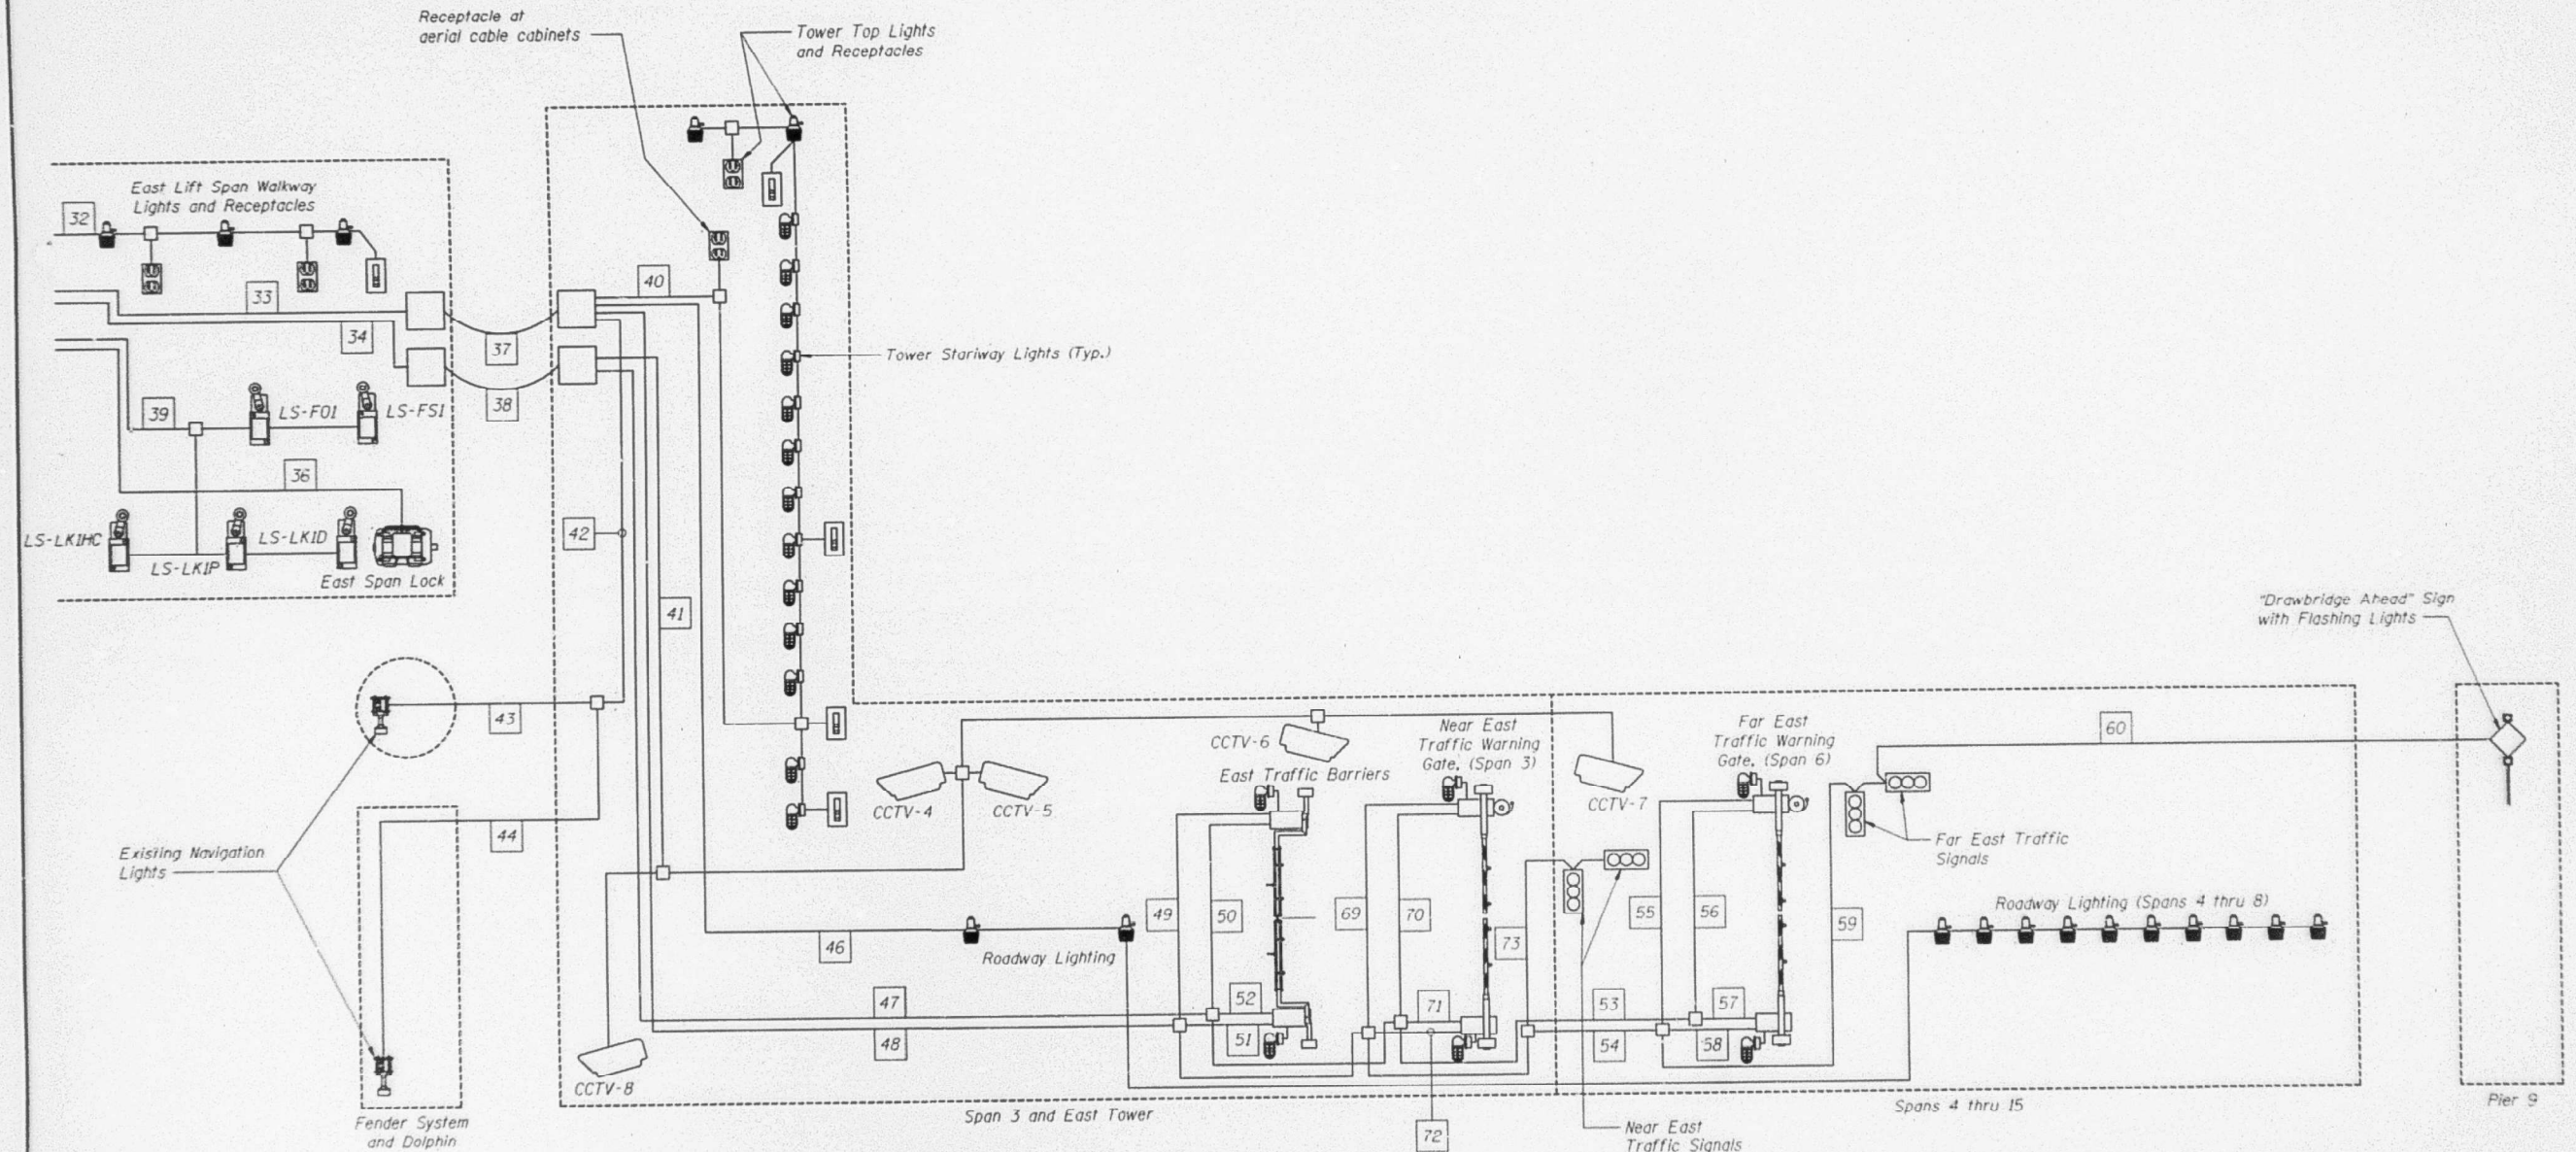 Receptacle at
aerial cable cabinets
Tower Top Lights
and Receptacles
East Lift Span Walkway
Lights and Receptacles
32
33
34
37
38
40
Tower Stariway Lights (Typ.)
39
LS-FO1
LS-FS1
36
LS-LK1HC
LS-LK1P
LS-LK1D
East Span Lock
42
41
43
44
Existing Navigation
Lights
Fender System
and Dolphin
CCTV-4
CCTV-5
CCTV-6
CCTV-7
CCTV-8
East Traffic Barriers
Near East
Traffic Warning
Gate. (Span 3)
Far East
Traffic Warning
Gate. (Span 6)
60
"Drawbridge Ahead" Sign
with Flashing Lights
Far East Traffic
Signals
46
Roadway Lighting
49
50
69
70
73
55
56
59
Roadway Lighting (Spans 4 thru 8)
47
48
52
51
71
72
53
54
57
58
Span 3 and East Tower
Near East
Traffic Signals
Spans 4 thru 15
Pier 9